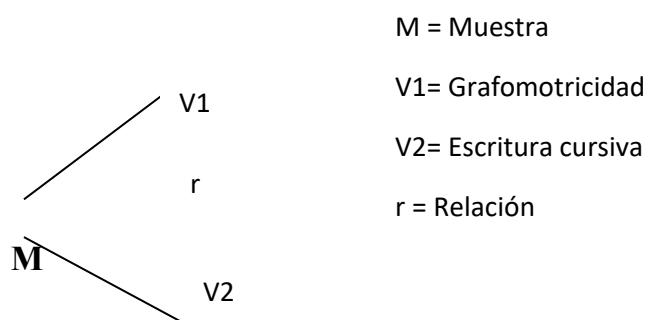 V1
r
M
V2
M = Muestra
V1= Grafomotricidad
V2= Escritura cursiva
r = Relación